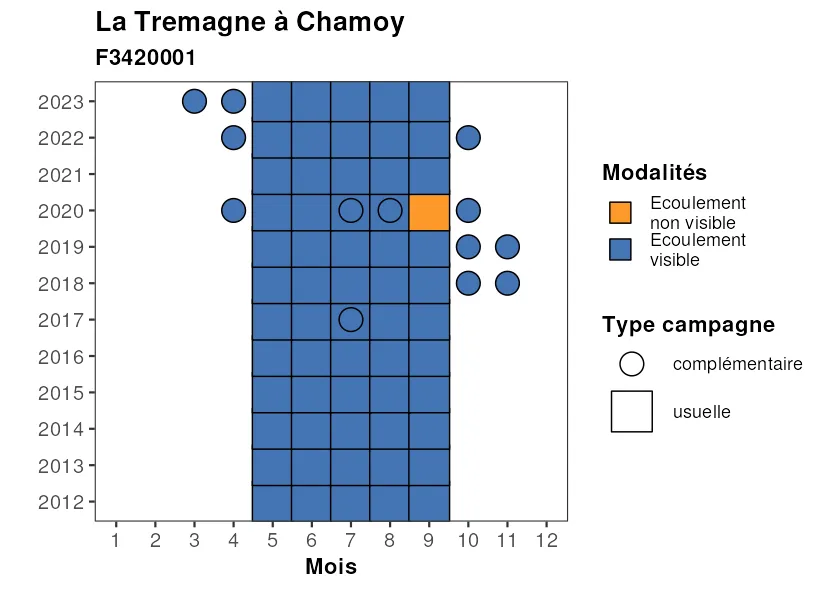 La Tremagne à Chamoy
F3420001
2023
2022
2021
2020
2019
2018
2017
2016
2015
2014
2013
2012
1 2 3 4 5 6 7 8 9 10 11 12
Mois
Modalités
Ecoulement
non visible
Ecoulement
visible
Type campagne
complémentaire
usuelle